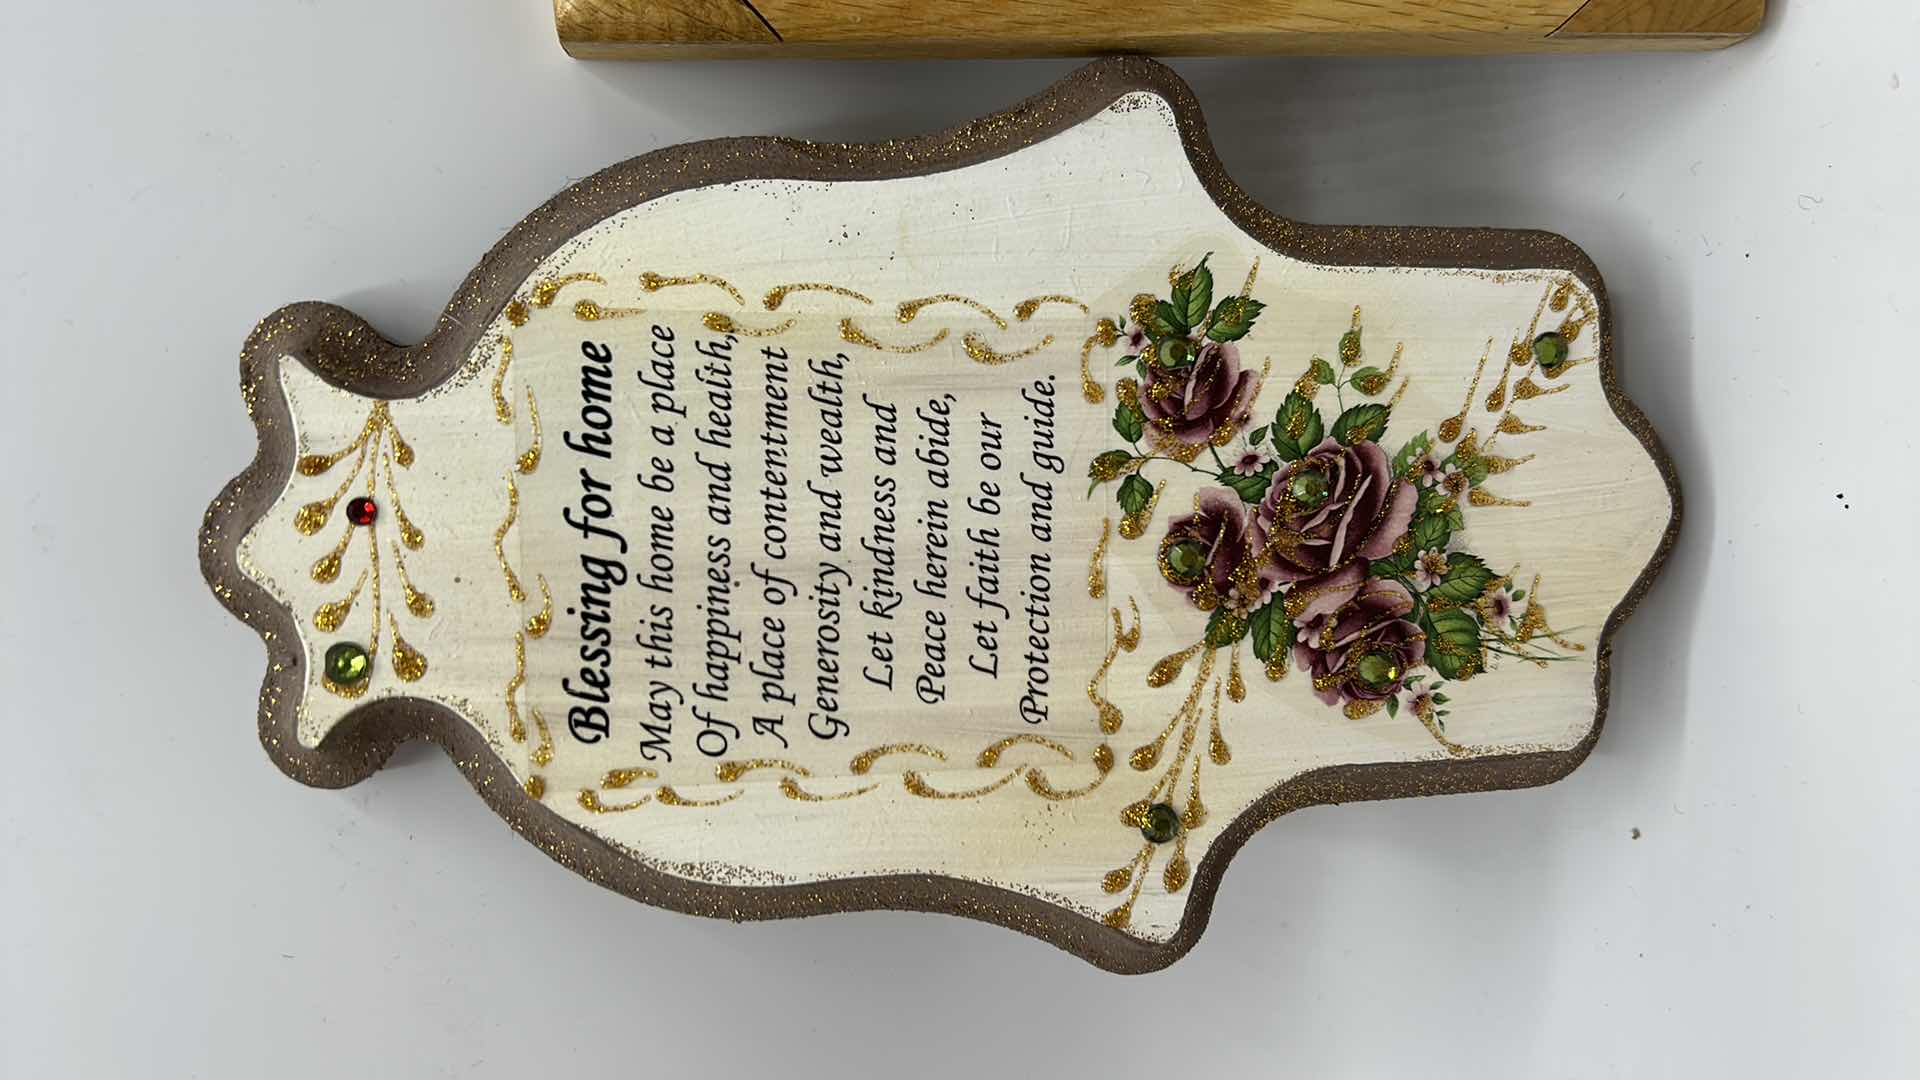 Blessing for home
May this home be a place
Of happiness and health,
A place of contentment
Generosity and wealth,
Let kindness and
Peace herein abide,
Let faith be our
Protection and guide.